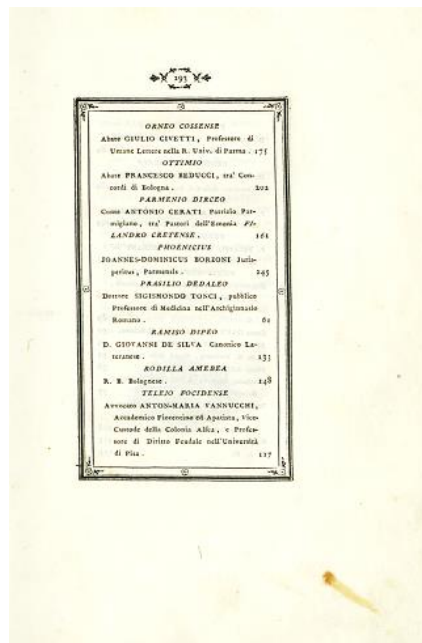 193
ORNEO COSSENSE
Abate GIULIO CIVETTI, Professore di
Umane Lettere nella R. Univ. di Parma. 175
OTTIMIO
Abate FRANCESCO BEDUCCI, tra' Con-
cordi di Bologna. 202
PARMENIO DIRCEO
Conte ANTONIO CERATI Patrizio Par-
migiano, tra' Pastori dell'Emonia FI-
LANDRO CRETENSE. 161
PHOENICIUS
JOANNES-DOMINICUS BORIONI Juris-
peritus, Parmensis. 245
PRASILIO DEDALEO
Dottore SIGISMONDO TONCI, pubblico
Professore di Medicina nell'Archiginnasio
Romano. 61
RAMISO DIPEO
D. GIOVANNI DE SILVA Canonico La-
teranese. 133
RODILLA AMEBEA
R. B. Bolognese. 148
TELEJO FOCIDENSE
Avvocato ANTON-MARIA VANNUCCHI,
Accademico Fiorentino ed Apatista, Vice-
Custode della Colonia Alfea, e Profes-
sore di Diritto Feudale nell'Università
di Pisa. 127